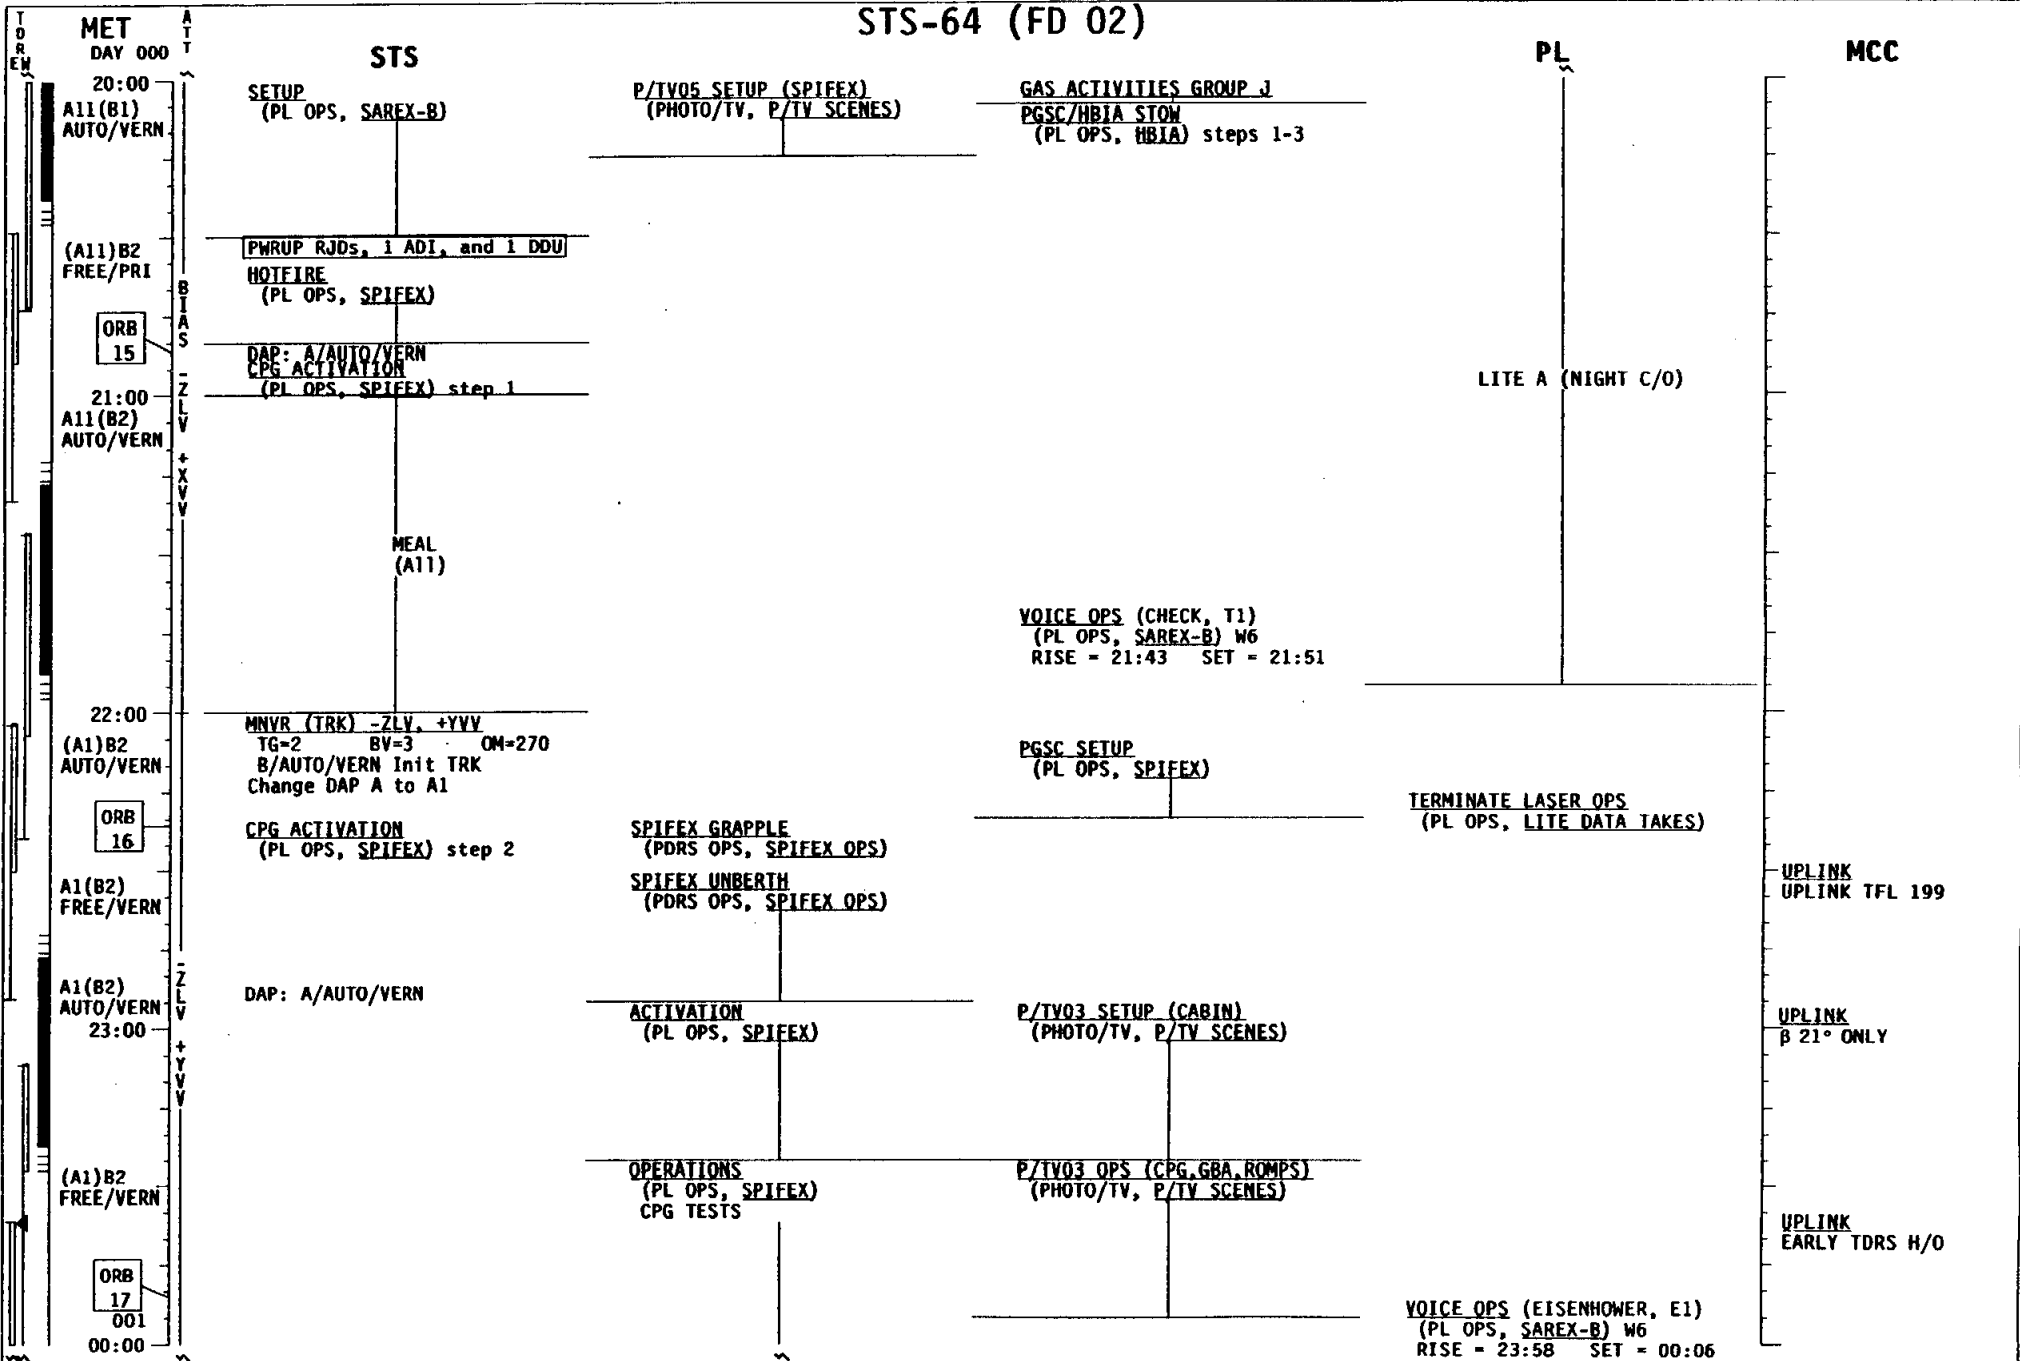 STS-64 (FD 02)
TDRE W
MET
DAY 000
ATT
STS
PL
MCC
20:00
A11(B1)
AUTO/VERN
(A11)B2
FREE/PRI
ORB
15
21:00
A11(B2)
AUTO/VERN
22:00
(A1)B2
AUTO/VERN
ORB
16
A1(B2)
FREE/VERN
A1(B2)
AUTO/VERN
23:00
(A1)B2
FREE/VERN
ORB
17
001
00:00
BIAS -ZLV +XVV
-ZLV +YVV
SETUP
(PL OPS, SAREX-B)
PWRUP RJDs, 1 ADI, and 1 DDU
HOTFIRE
(PL OPS, SPIFEX)
DAP: A/AUTO/VERN
CPG ACTIVATION
(PL OPS, SPIFEX) step 1
MEAL
(All)
MNVR (TRK) -ZLV, +YVV
TG=2 BV=3 OM=270
B/AUTO/VERN Init TRK
Change DAP A to A1
CPG ACTIVATION
(PL OPS, SPIFEX) step 2
DAP: A/AUTO/VERN
P/TV05 SETUP (SPIFEX)
(PHOTO/TV, P/TV SCENES)
SPIFEX GRAPPLE
(PDRS OPS, SPIFEX OPS)
SPIFEX UNBERTH
(PDRS OPS, SPIFEX OPS)
ACTIVATION
(PL OPS, SPIFEX)
OPERATIONS
(PL OPS, SPIFEX)
CPG TESTS
GAS ACTIVITIES GROUP J
PGSC/HBIA STOW
(PL OPS, HBIA) steps 1-3
VOICE OPS (CHECK, T1)
(PL OPS, SAREX-B) W6
RISE = 21:43 SET = 21:51
PGSC SETUP
(PL OPS, SPIFEX)
P/TV03 SETUP (CABIN)
(PHOTO/TV, P/TV SCENES)
P/TV03 OPS (CPG,GBA,ROMPS)
(PHOTO/TV, P/TV SCENES)
LITE A (NIGHT C/O)
TERMINATE LASER OPS
(PL OPS, LITE DATA TAKES)
VOICE OPS (EISENHOWER, E1)
(PL OPS, SAREX-B) W6
RISE = 23:58 SET = 00:06
UPLINK
UPLINK TFL 199
UPLINK
β 21° ONLY
UPLINK
EARLY TDRS H/O